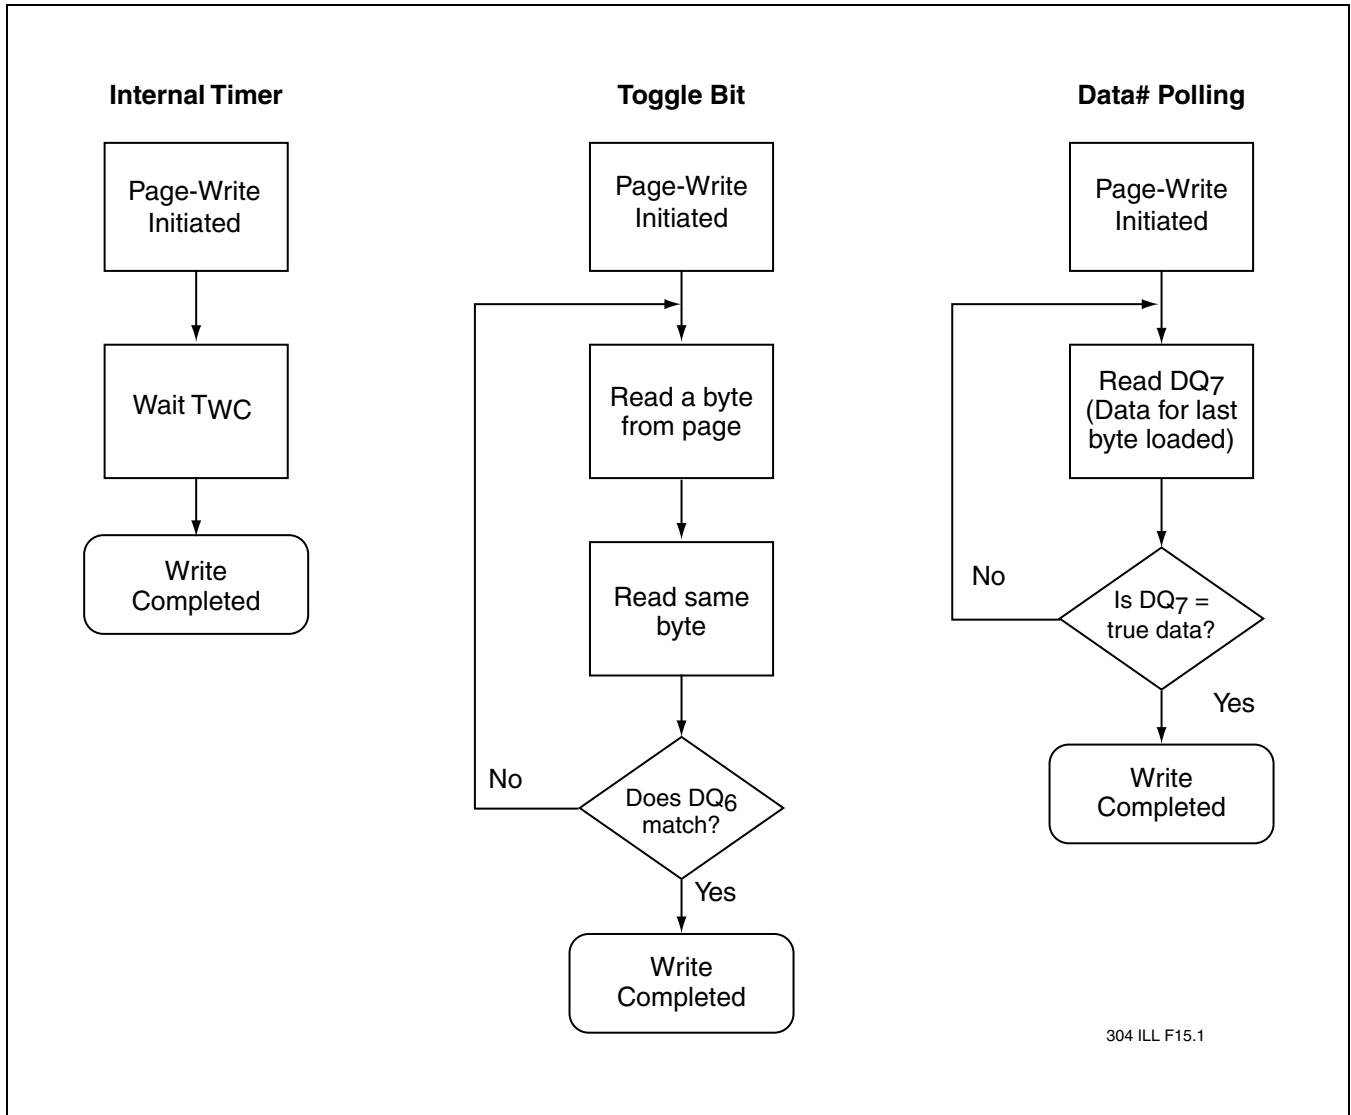 Internal Timer
Page-Write
Initiated
Wait TWC
Write
Completed
Toggle Bit
Page-Write
Initiated
Read a byte
from page
Read same
byte
Does DQ6
match?
No
Yes
Write
Completed
Data# Polling
Page-Write
Initiated
Read DQ7
(Data for last
byte loaded)
Is DQ7 =
true data?
No
Yes
Write
Completed
304 ILL F15.1